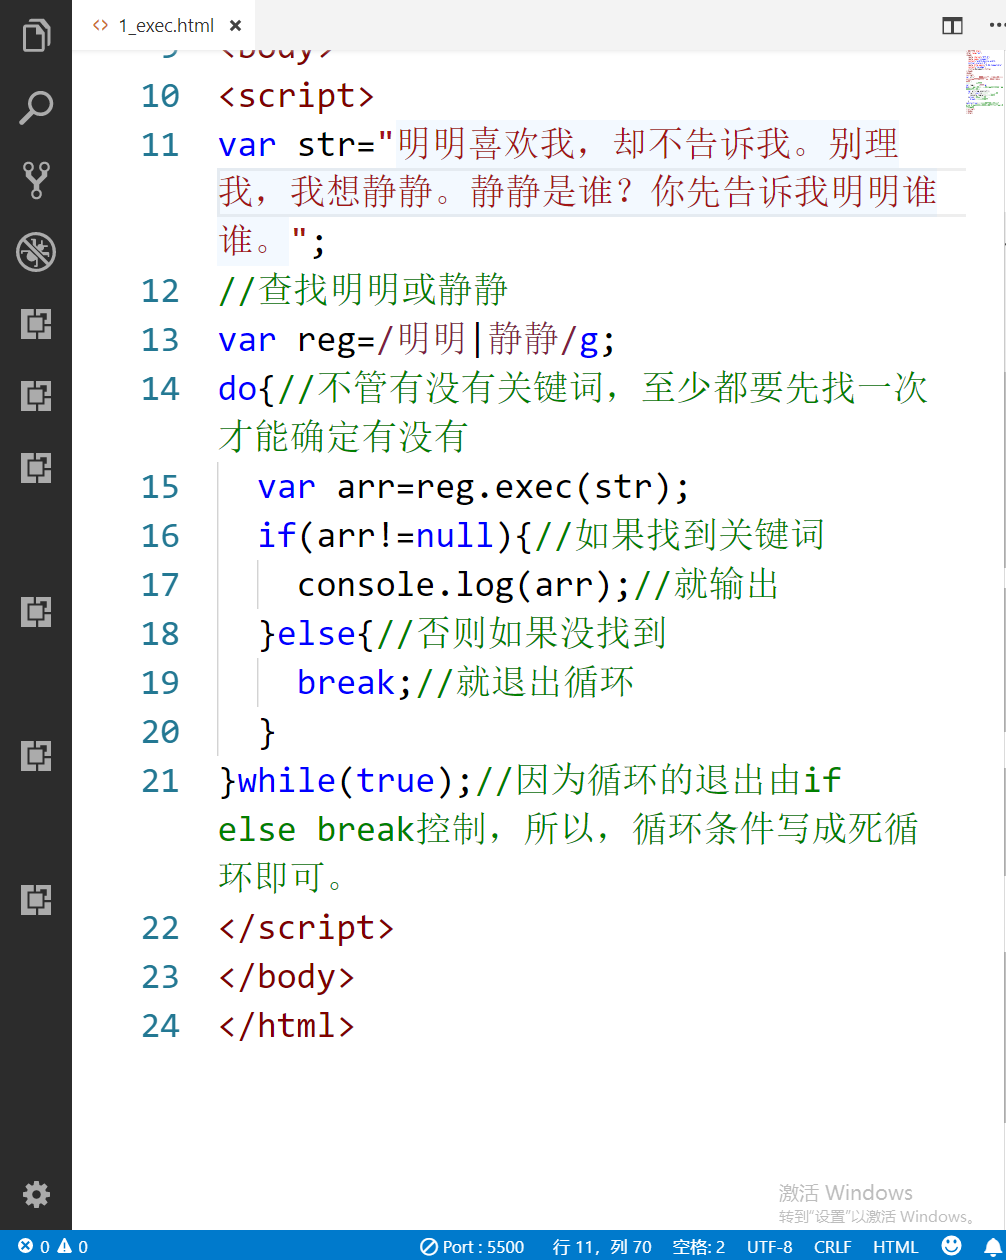 1_exec.html
9 <body>
10 <script>
11 var str="明明喜欢我，却不告诉我。别理
我，我想静静。静静是谁？你先告诉我明明谁
谁。";
12 //查找明明或静静
13 var reg=/明明|静静/g;
14 do{//不管有没有关键词，至少都要先找一次
才能确定有没有
15 var arr=reg.exec(str);
16 if(arr!=null){//如果找到关键词
17 console.log(arr);//就输出
18 }else{//否则如果没找到
19 break;//就退出循环
20 }
21 }while(true);//因为循环的退出由if
else break控制，所以，循环条件写成死循
环即可。
22 </script>
23 </body>
24 </html>
激活 Windows
转到“设置”以激活 Windows。
0 0 Port : 5500 行 11，列 70 空格: 2 UTF-8 CRLF HTML